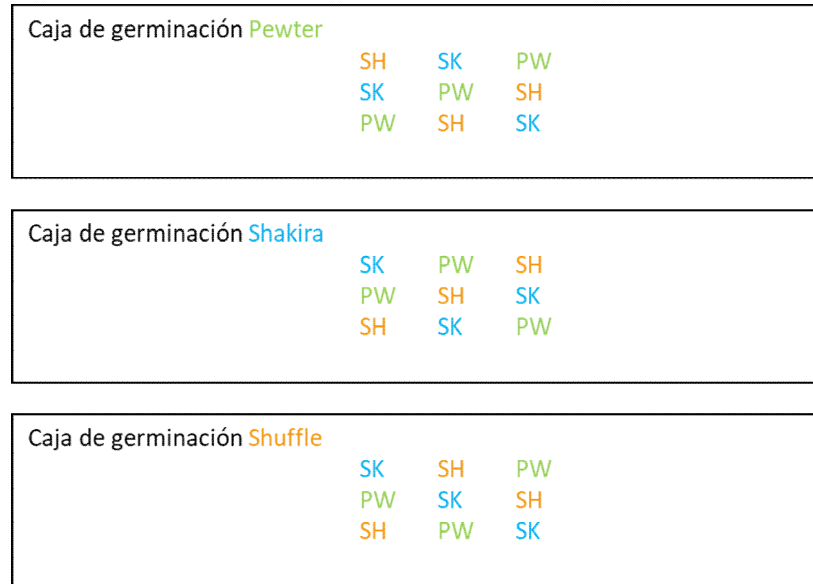 Caja de germinación Pewter
SH SK PW
SK PW SH
PW SH SK
Caja de germinación Shakira
SK PW SH
PW SH SK
SH SK PW
Caja de germinación Shuffle
SK SH PW
PW SK SH
SH PW SK